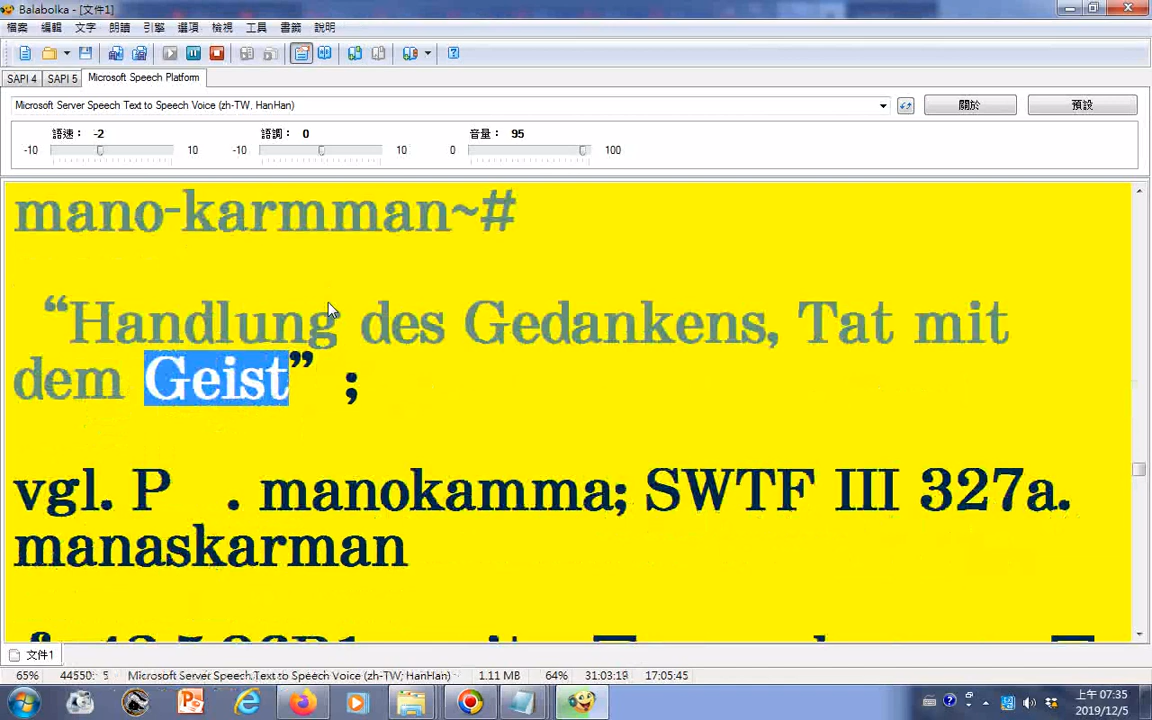 Balabolka - [文件1]
檔案 編輯 文字 朗讀 引擎 選項 檢視 工具 書籤 說明
SAPI 4 SAPI 5 Microsoft Speech Platform
Microsoft Server Speech Text to Speech Voice (zh-TW, HanHan) 關於 預設
語速： -2 語調： 0 音量： 95
-10 10 -10 10 0 100
mano-karmman~#
“Handlung des Gedankens, Tat mit
dem Geist” ;
vgl. P . manokamma; SWTF III 327a.
manaskarman
文件1
65% 44550: 5 Microsoft Server Speech Text to Speech Voice (zh-TW, HanHan) 1.11 MB 64% 31:03:19 17:05:45
上午 07:35
2019/12/5